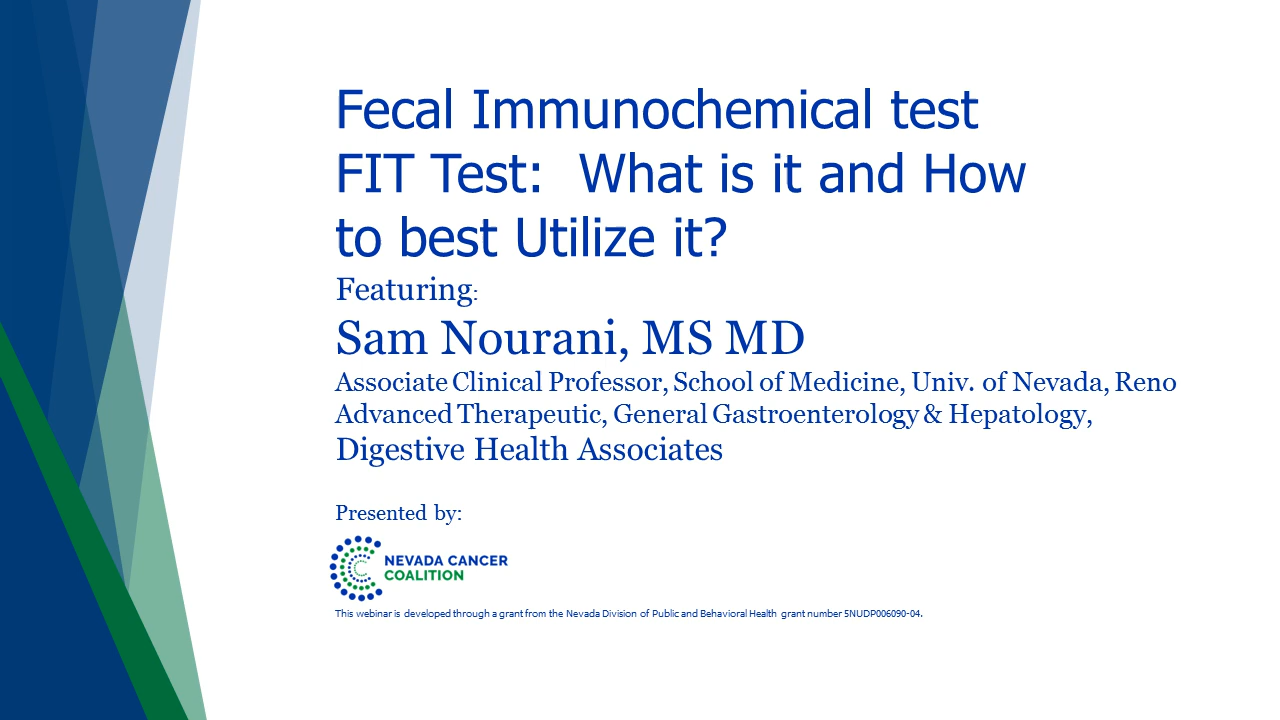 Fecal Immunochemical test
FIT Test:  What is it and How
to best Utilize it?
Featuring:
Sam Nourani, MS MD
Associate Clinical Professor, School of Medicine, Univ. of Nevada, Reno
Advanced Therapeutic, General Gastroenterology & Hepatology,
Digestive Health Associates
Presented by:
NEVADA CANCER
COALITION
This webinar is developed through a grant from the Nevada Division of Public and Behavioral Health grant number 5NUDP006090-04.